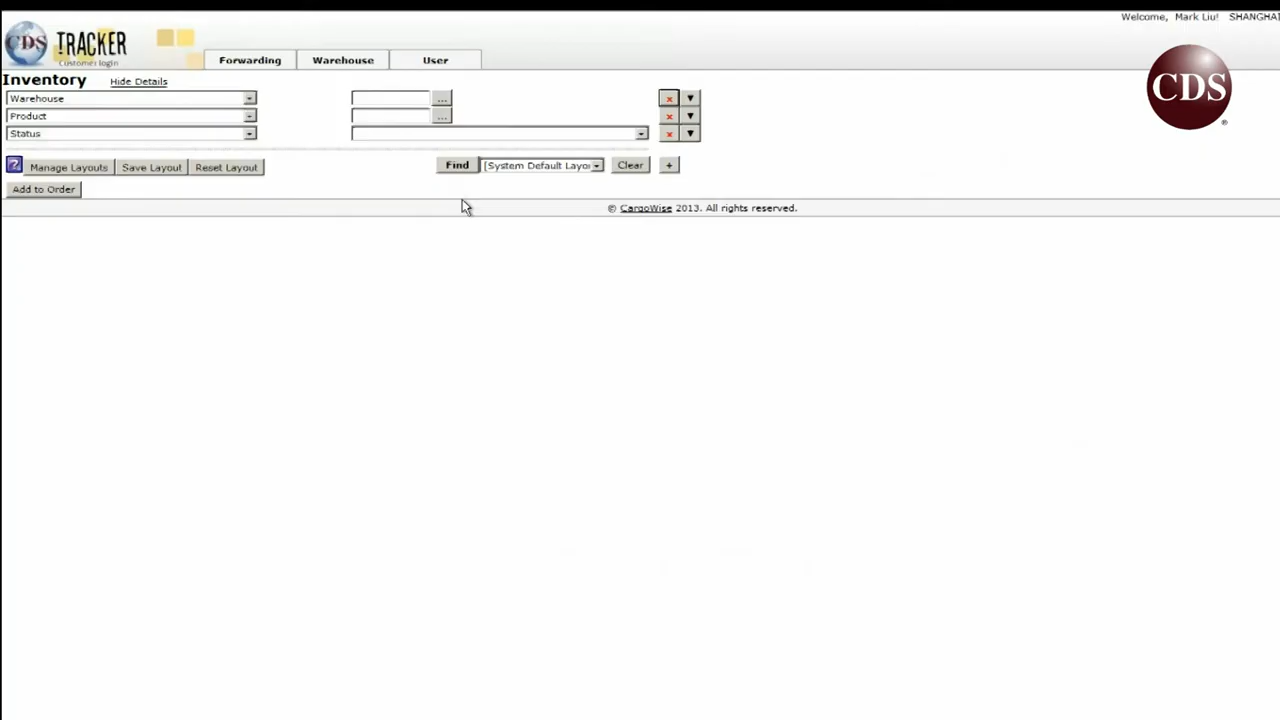 Welcome, Mark Liu! SHANGHAI
CDS TRACKER
Customer login
Forwarding Warehouse User
CDS
®
Inventory Hide Details
Warehouse ... x ▼
Product ... x ▼
Status x ▼
? Manage Layouts Save Layout Reset Layout Find [System Default Layo Clear +
Add to Order
© CargoWise 2013. All rights reserved.